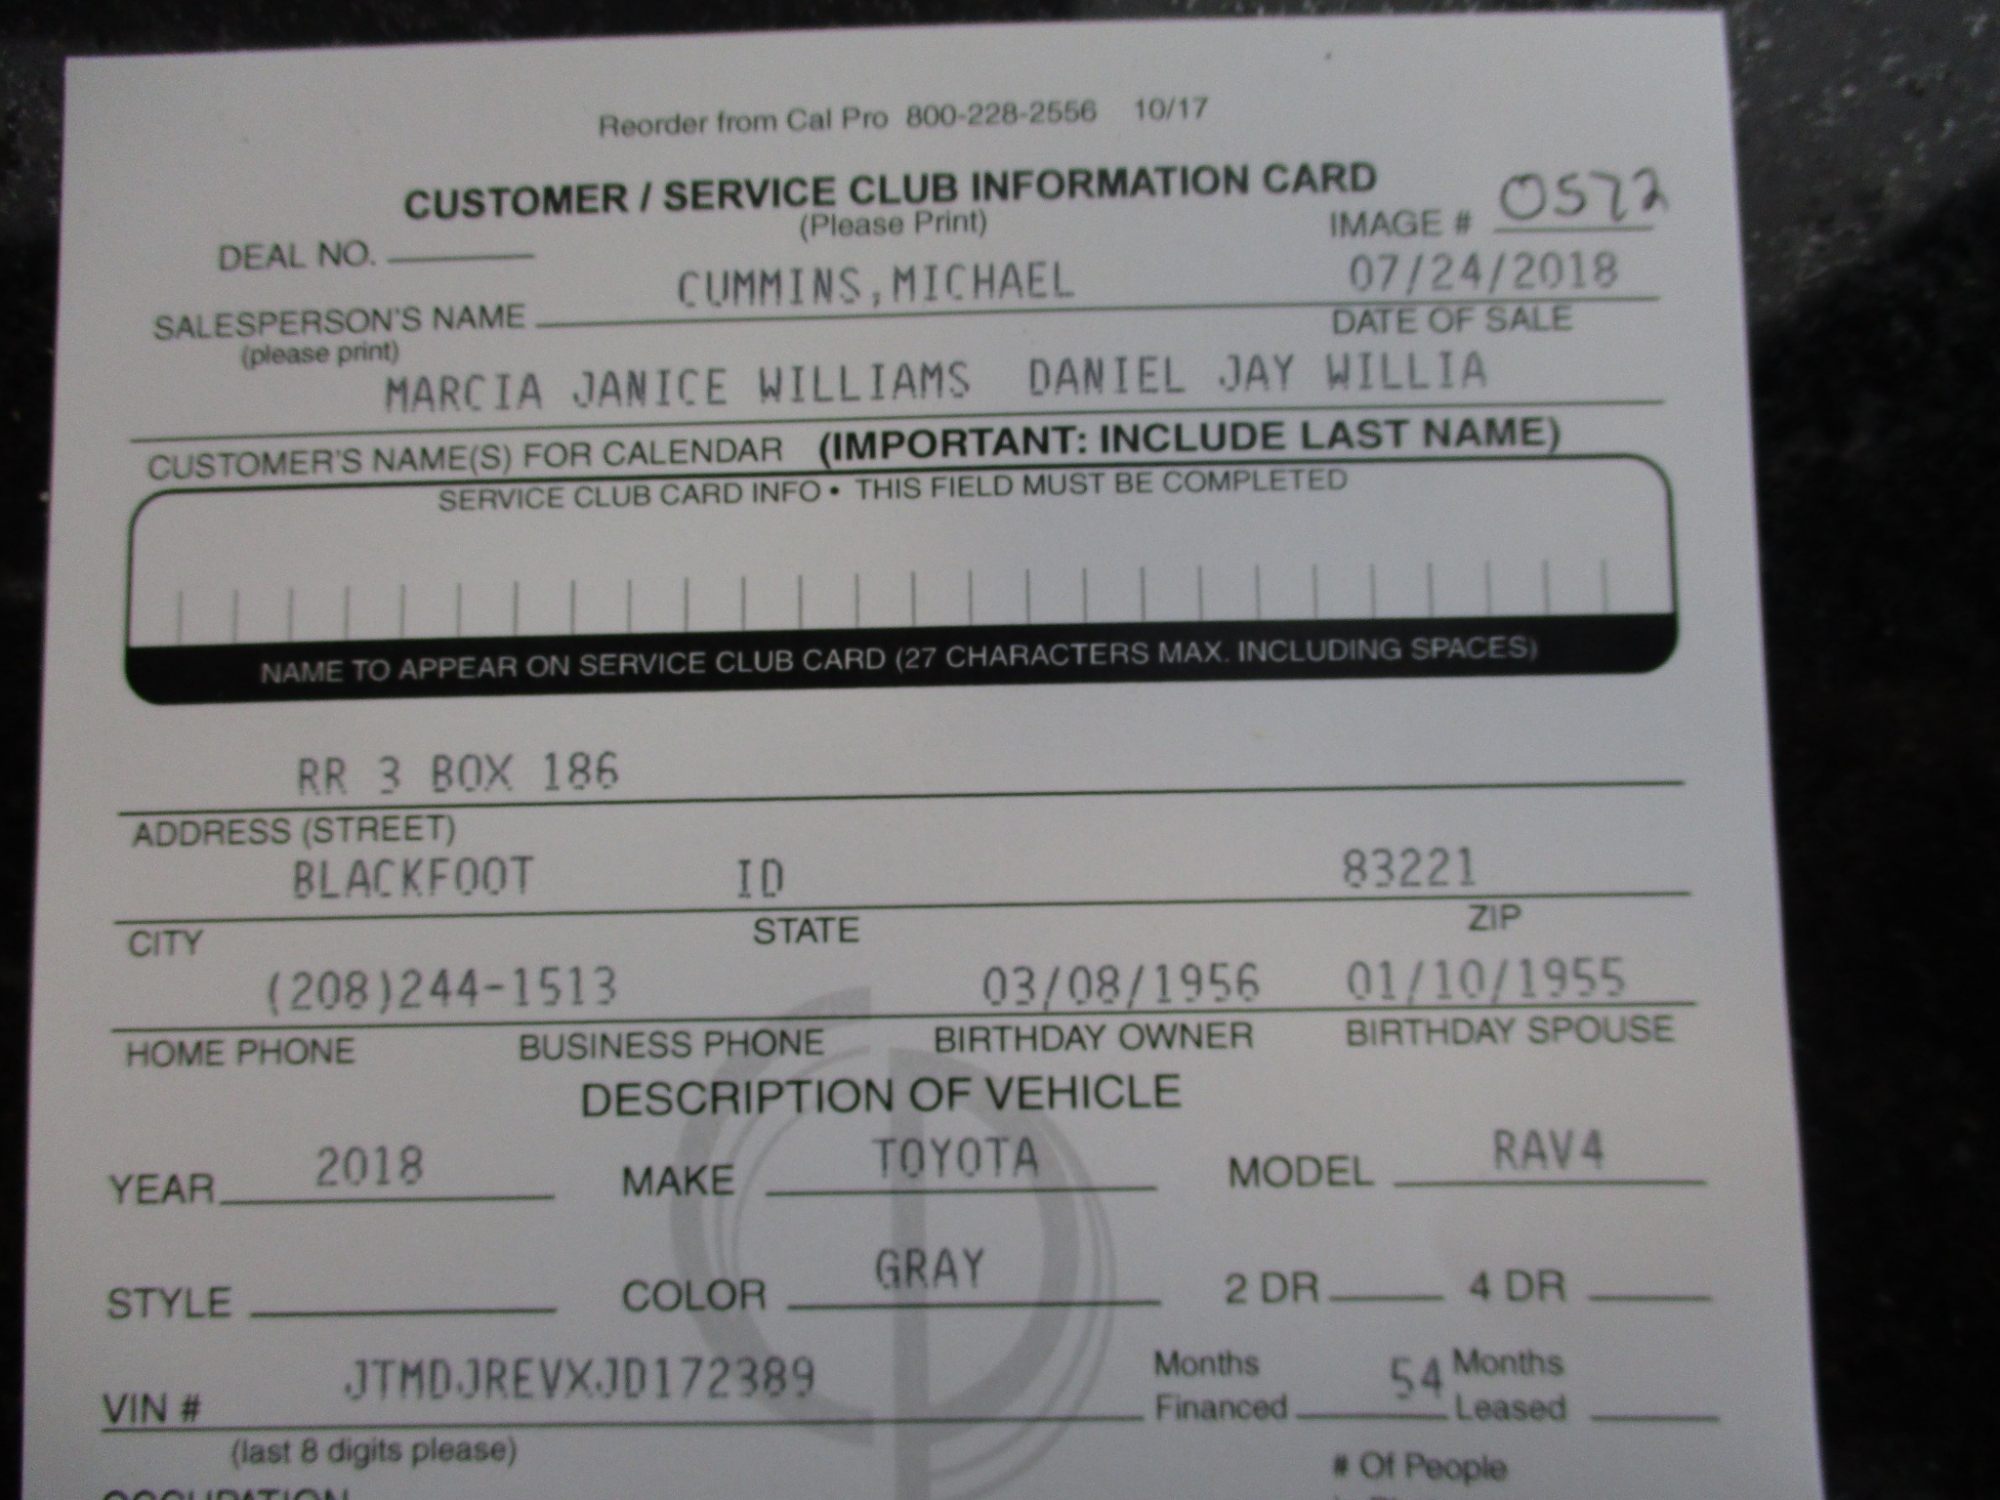 Reorder from Cal Pro 800-228-2556 10/17
CUSTOMER / SERVICE CLUB INFORMATION CARD
(Please Print)
IMAGE # 0572
DEAL NO.
CUMMINS,MICHAEL 07/24/2018
SALESPERSON'S NAME DATE OF SALE
(please print)
MARCIA JANICE WILLIAMS DANIEL JAY WILLIA
CUSTOMER'S NAME(S) FOR CALENDAR (IMPORTANT: INCLUDE LAST NAME)
SERVICE CLUB CARD INFO • THIS FIELD MUST BE COMPLETED
NAME TO APPEAR ON SERVICE CLUB CARD (27 CHARACTERS MAX. INCLUDING SPACES)
RR 3 BOX 186
ADDRESS (STREET)
BLACKFOOT ID 83221
CITY STATE ZIP
(208)244-1513 03/08/1956 01/10/1955
HOME PHONE BUSINESS PHONE BIRTHDAY OWNER BIRTHDAY SPOUSE
DESCRIPTION OF VEHICLE
YEAR 2018 MAKE TOYOTA MODEL RAV4
STYLE COLOR GRAY 2 DR 4 DR
VIN # JTMDJREVXJD172389 Months Financed 54 Months Leased
(last 8 digits please)
# Of People
OCCUPATION